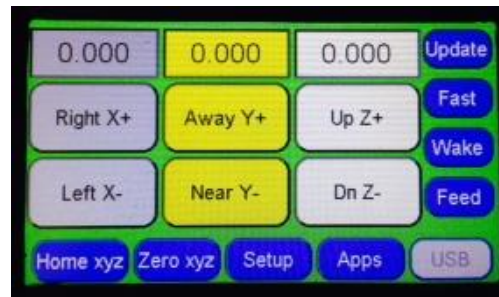 0.000 0.000 0.000 Update
Right X+ Away Y+ Up Z+ Fast
Wake
Left X- Near Y- Dn Z- Feed
Home xyz Zero xyz Setup Apps USB